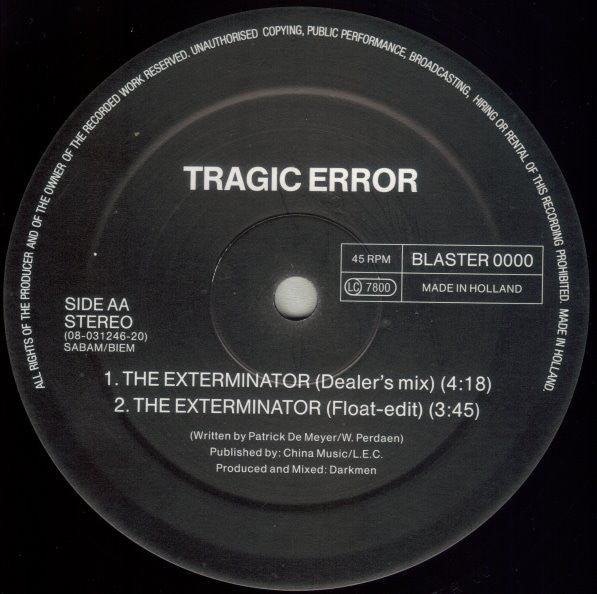 ALL RIGHTS OF THE PRODUCER AND OF THE OWNER OF THE RECORDED WORK RESERVED. UNAUTHORISED COPYING, PUBLIC PERFORMANCE, BROADCASTING, HIRING OR RENTAL OF THIS RECORDING PROHIBITED. MADE IN HOLLAND.
TRAGIC ERROR
45 RPM BLASTER 0000
LC 7800 MADE IN HOLLAND
SIDE AA
STEREO
(08-031246-20)
SABAM/BIEM
1. THE EXTERMINATOR (Dealer's mix) (4:18)
2. THE EXTERMINATOR (Float-edit) (3:45)
(Written by Patrick De Meyer/W. Perdaen)
Published by: China Music/L.E.C.
Produced and Mixed: Darkmen